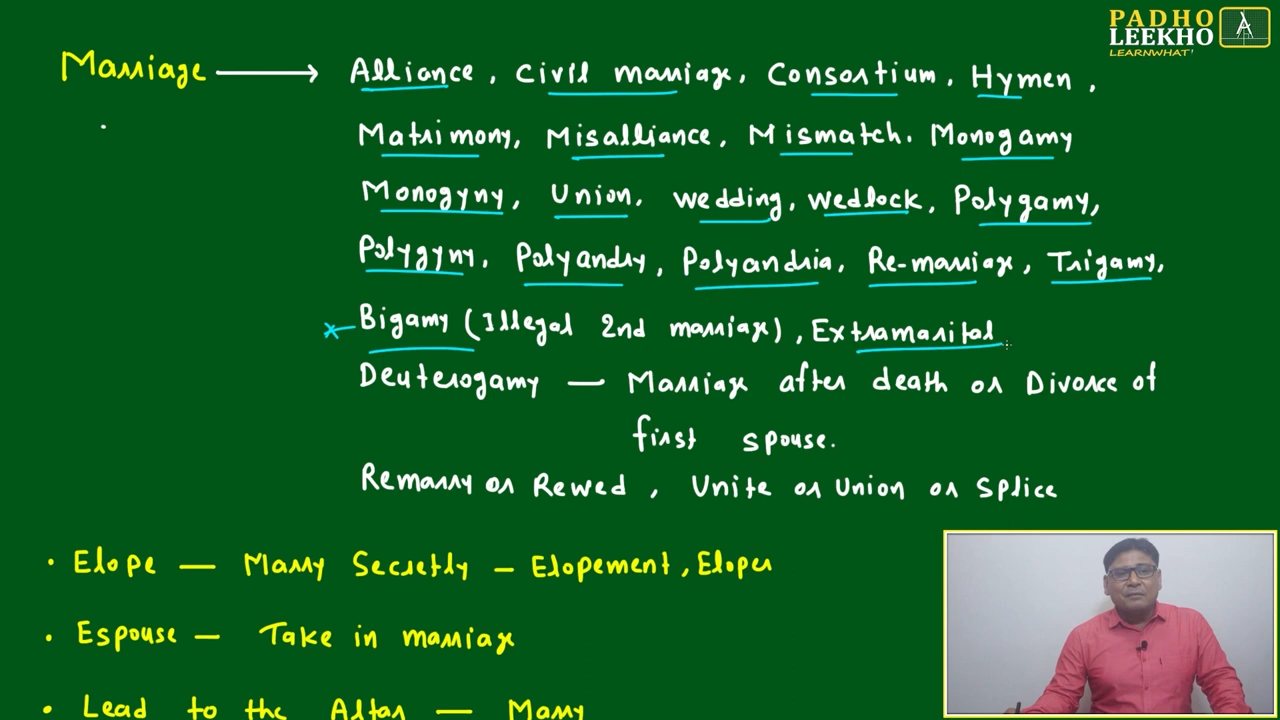 PADHO
LEEKHO
LEARNWHAT'
Marriage → Alliance, Civil marriage, Consortium, Hymen,
Matrimony, Misalliance, Mismatch. Monogamy
Monogyny, Union, wedding, wedlock, Polygamy,
Polygyny, Polyandry, Polyandria, Re-marriage, Trigamy,
Bigamy (Illegal 2nd marriage), Extramarital
Deuterogamy — Marriage after death or Divorce of
first spouse.
Remarry or Rewed, Unite or Union or Splice
• Elope — Marry Secretly — Elopement, Eloper
• Espouse — Take in marriage
• Lead to the Altar — Marry